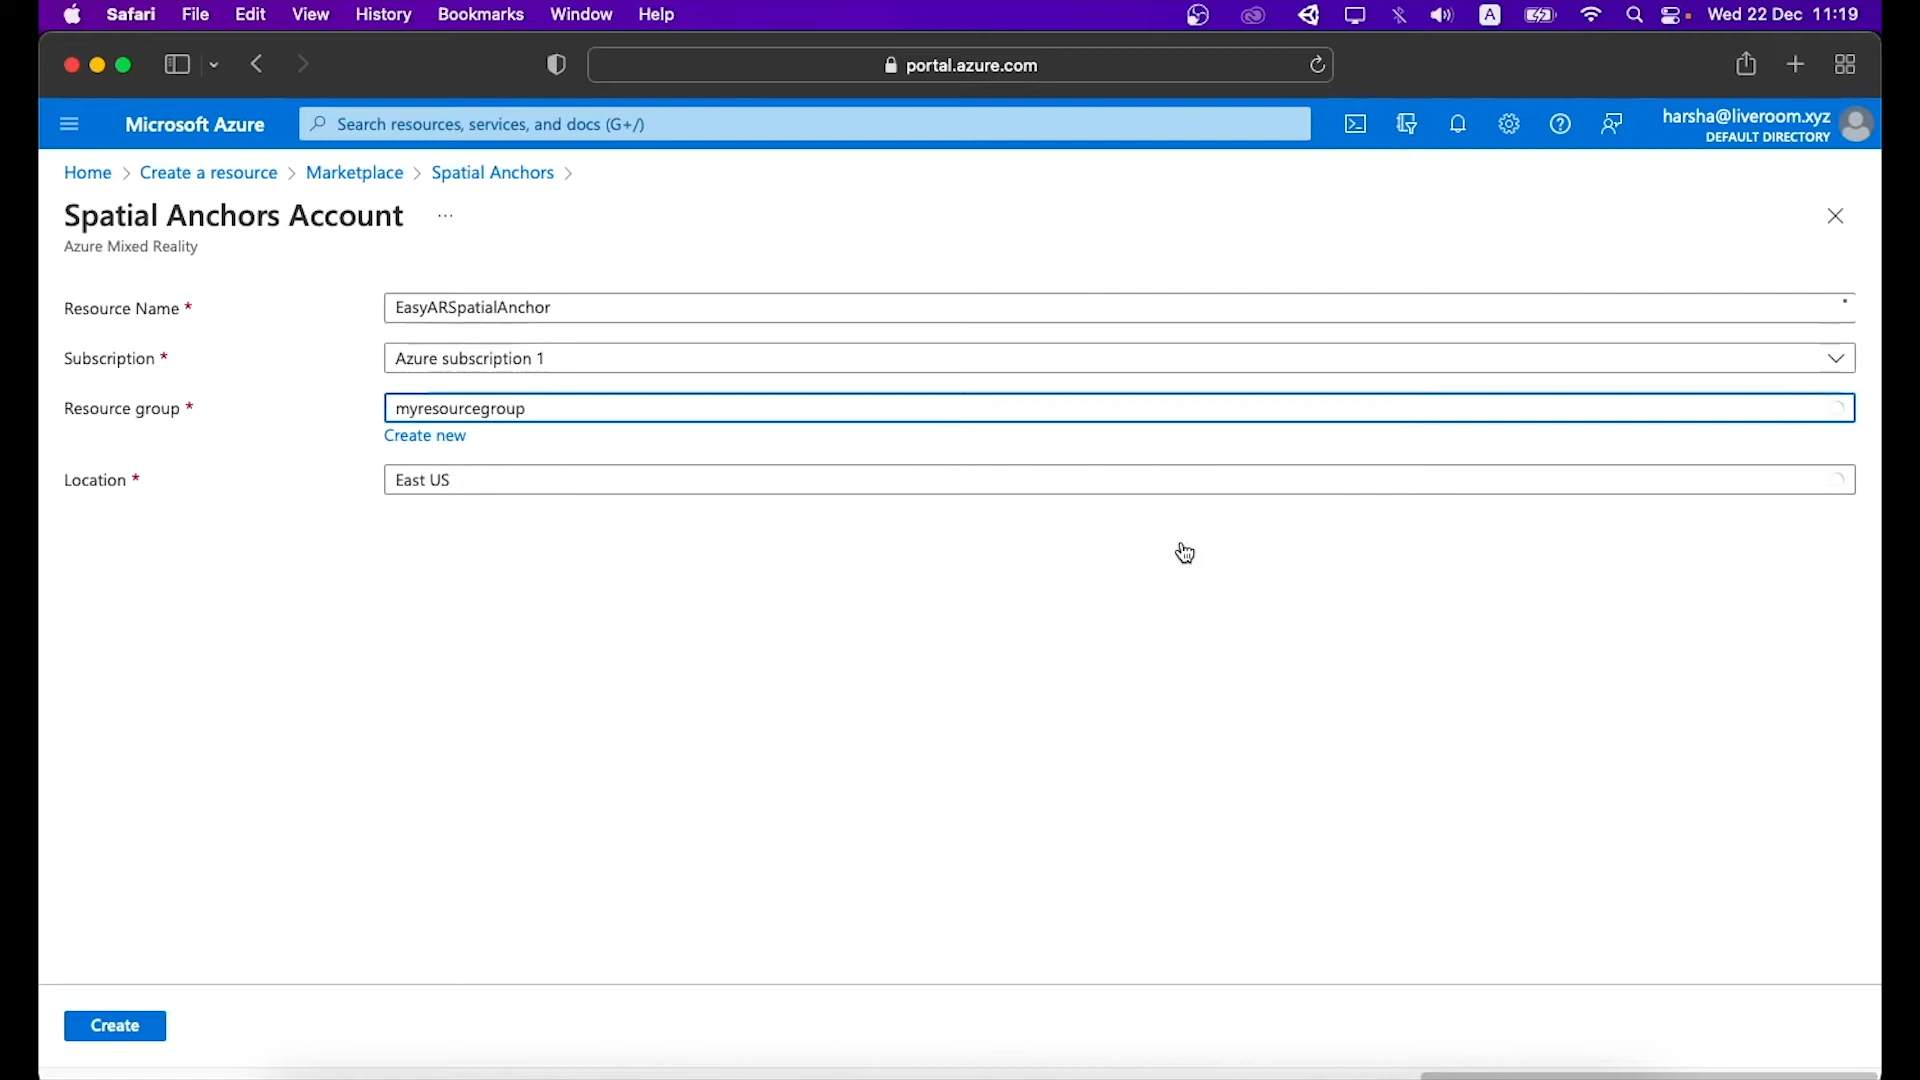 Safari File Edit View History Bookmarks Window Help A Wed 22 Dec 11:19
portal.azure.com
Microsoft Azure
Search resources, services, and docs (G+/)
harsha@liveroom.xyz
DEFAULT DIRECTORY
Home > Create a resource > Marketplace > Spatial Anchors >
Spatial Anchors Account ...
Azure Mixed Reality
Resource Name * EasyARSpatialAnchor
Subscription * Azure subscription 1
Resource group * myresourcegroup
Create new
Location * East US
Create